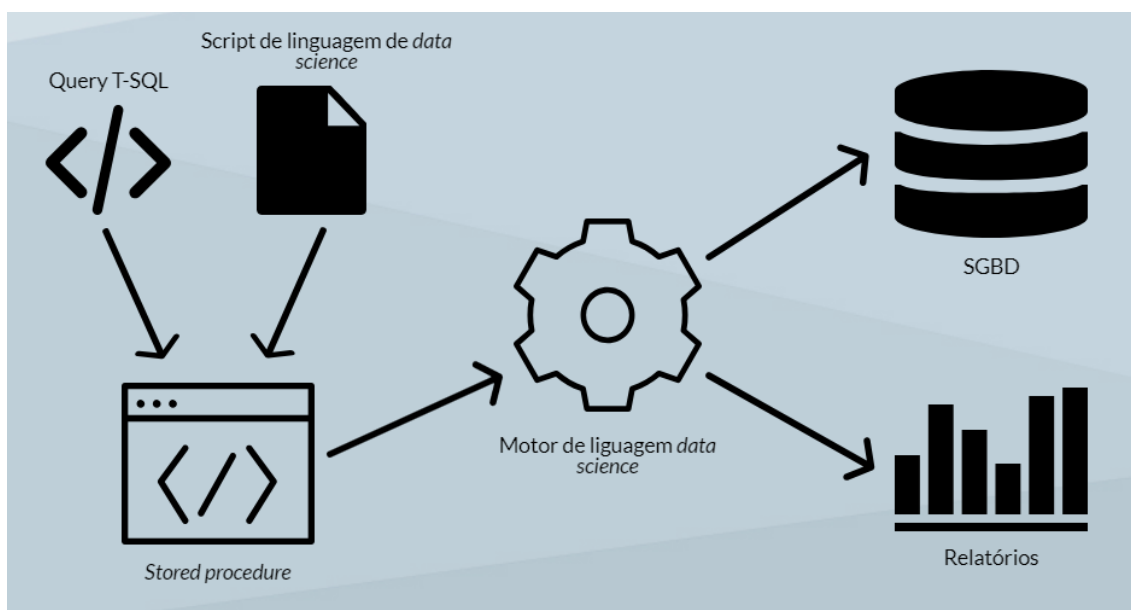 Script de linguagem de data
science
Query T-SQL
SGBD
Motor de liguagem data
science
Stored procedure
Relatórios